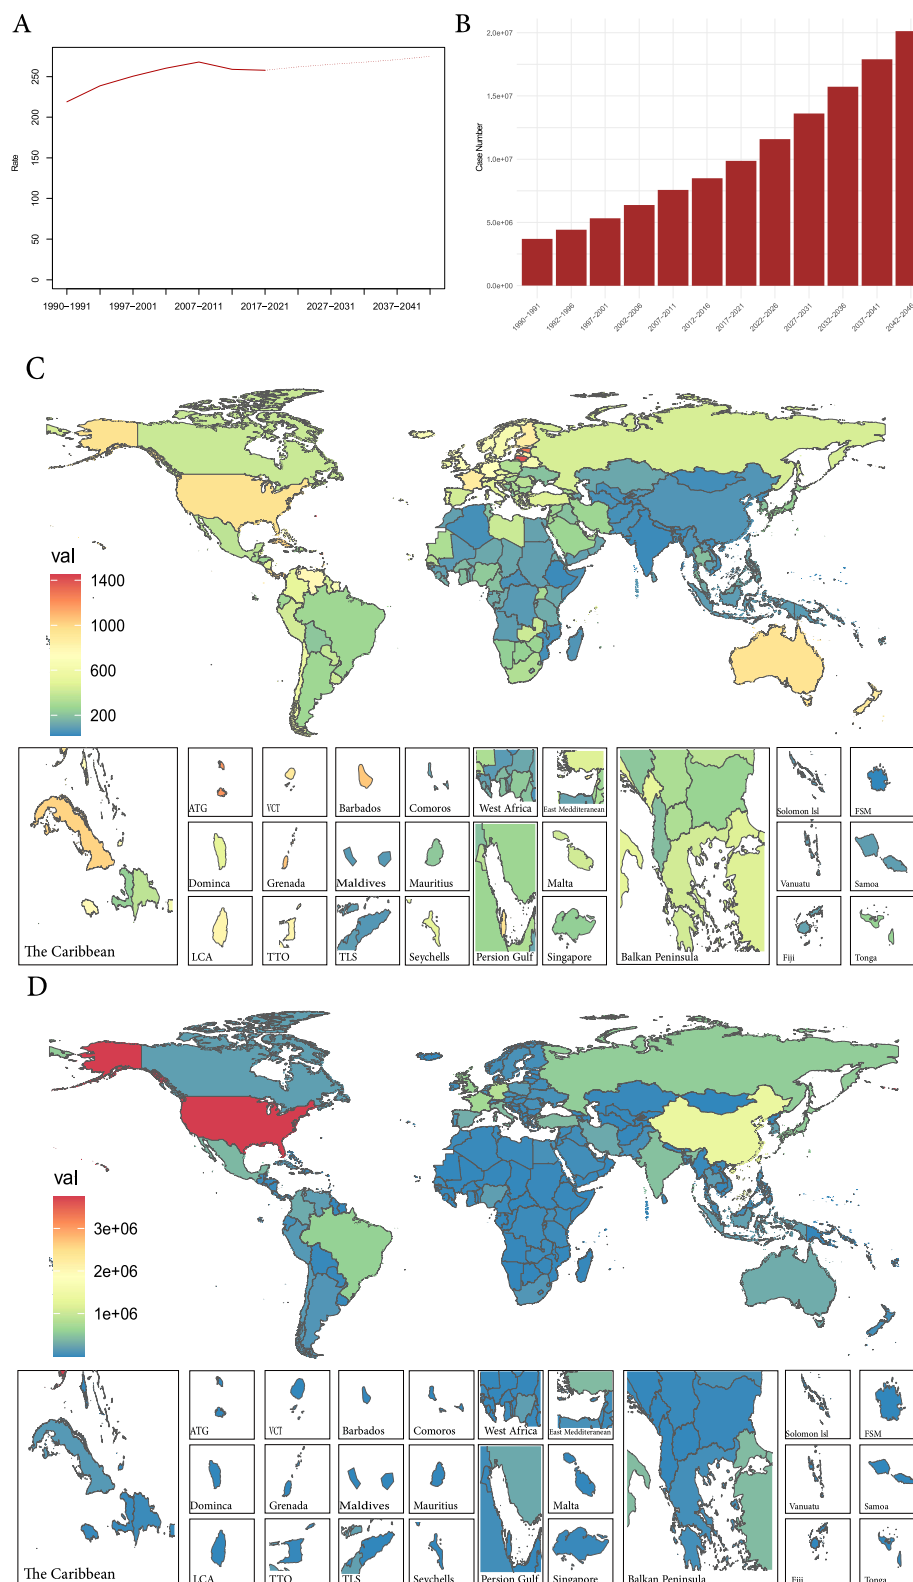 A
B
250
200
150
100
50
0
Rate
1990−1991
1997−2001
2007−2011
2017−2021
2027−2031
2037−2041
2.0e+07
1.5e+07
1.0e+07
5.0e+06
0.0e+00
Case Number
1990−1991
1992−1996
1997−2001
2002−2006
2007−2011
2012−2016
2017−2021
2022−2026
2027−2031
2032−2036
2037−2041
2042−2046
C
val
1400
1000
600
200
The Caribbean
ATG
VCT
Barbados
Comoros
West Africa
East Medditeranean
Solomon Isl
FSM
Dominca
Grenada
Maldives
Mauritius
Malta
Vanuatu
Samoa
LCA
TTO
TLS
Seychells
Persion Gulf
Singapore
Balkan Peninsula
Fiji
Tonga
D
val
3e+06
2e+06
1e+06
The Caribbean
ATG
VCT
Barbados
Comoros
West Africa
East Medditeranean
Solomon Isl
FSM
Dominca
Grenada
Maldives
Mauritius
Malta
Vanuatu
Samoa
LCA
TTO
TLS
Seychells
Persion Gulf
Singapore
Balkan Peninsula
Fiji
Tonga